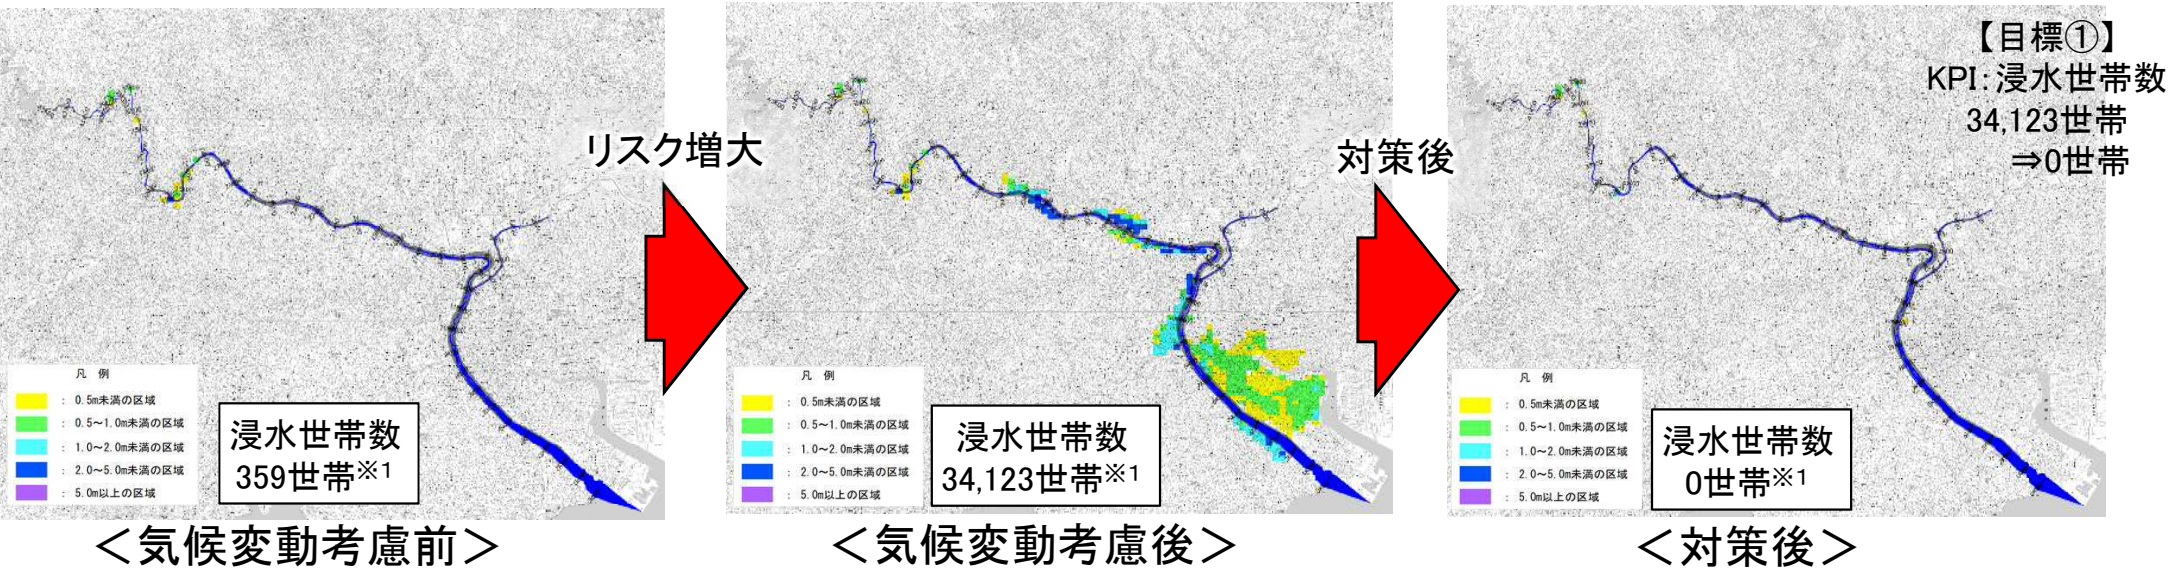 【目標①】
KPI：浸水世帯数
34,123世帯
⇒0世帯
リスク増大
対策後
凡 例
： 0.5m未満の区域
： 0.5～1.0m未満の区域
： 1.0～2.0m未満の区域
： 2.0～5.0m未満の区域
： 5.0m以上の区域
浸水世帯数
359世帯※1
＜気候変動考慮前＞
凡 例
： 0.5m未満の区域
： 0.5～1.0m未満の区域
： 1.0～2.0m未満の区域
： 2.0～5.0m未満の区域
： 5.0m以上の区域
浸水世帯数
34,123世帯※1
＜気候変動考慮後＞
凡 例
： 0.5m未満の区域
： 0.5～1.0m未満の区域
： 1.0～2.0m未満の区域
： 2.0～5.0m未満の区域
： 5.0m以上の区域
浸水世帯数
0世帯※1
＜対策後＞